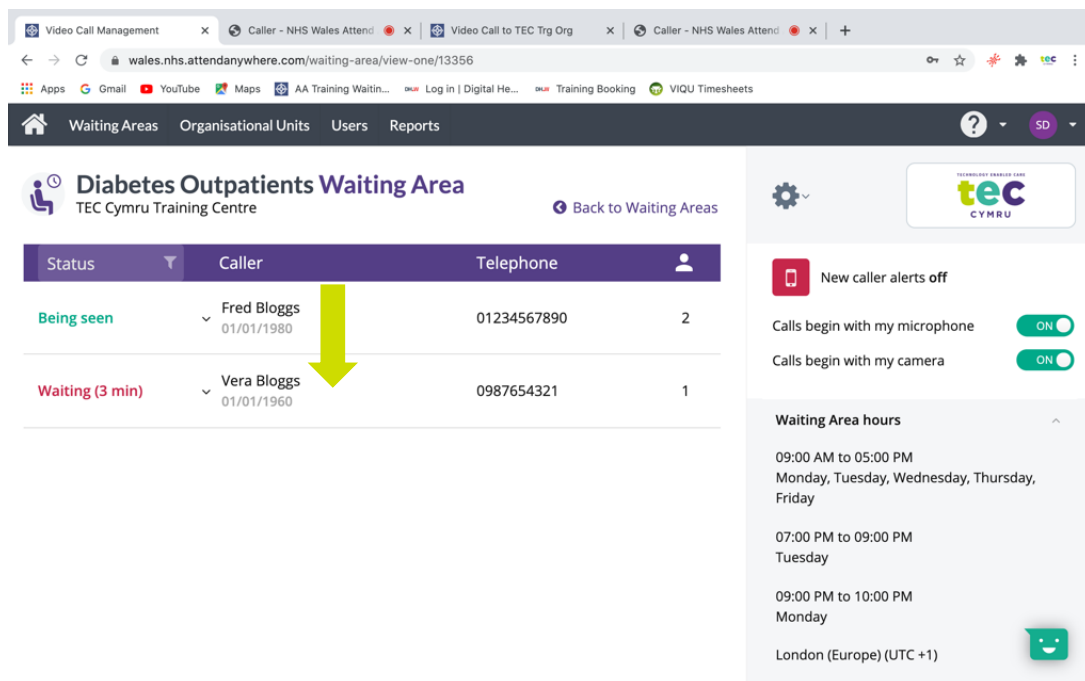 Video Call Management
Caller - NHS Wales Attend
Video Call to TEC Trg Org
Caller - NHS Wales Attend
wales.nhs.attendanywhere.com/waiting-area/view-one/13356
tec
Apps Gmail YouTube Maps AA Training Waitin... Log in | Digital He... Training Booking VIQU Timesheets
Waiting Areas Organisational Units Users Reports
? SD
Diabetes Outpatients Waiting Area
TEC Cymru Training Centre
Back to Waiting Areas
Status Caller Telephone
Being seen Fred Bloggs 01234567890 2
01/01/1980
Waiting (3 min) Vera Bloggs 0987654321 1
01/01/1960
TECHNOLOGY ENABLED CARE
tec
CYMRU
New caller alerts off
Calls begin with my microphone ON
Calls begin with my camera ON
Waiting Area hours
09:00 AM to 05:00 PM
Monday, Tuesday, Wednesday, Thursday,
Friday
07:00 PM to 09:00 PM
Tuesday
09:00 PM to 10:00 PM
Monday
London (Europe) (UTC +1)